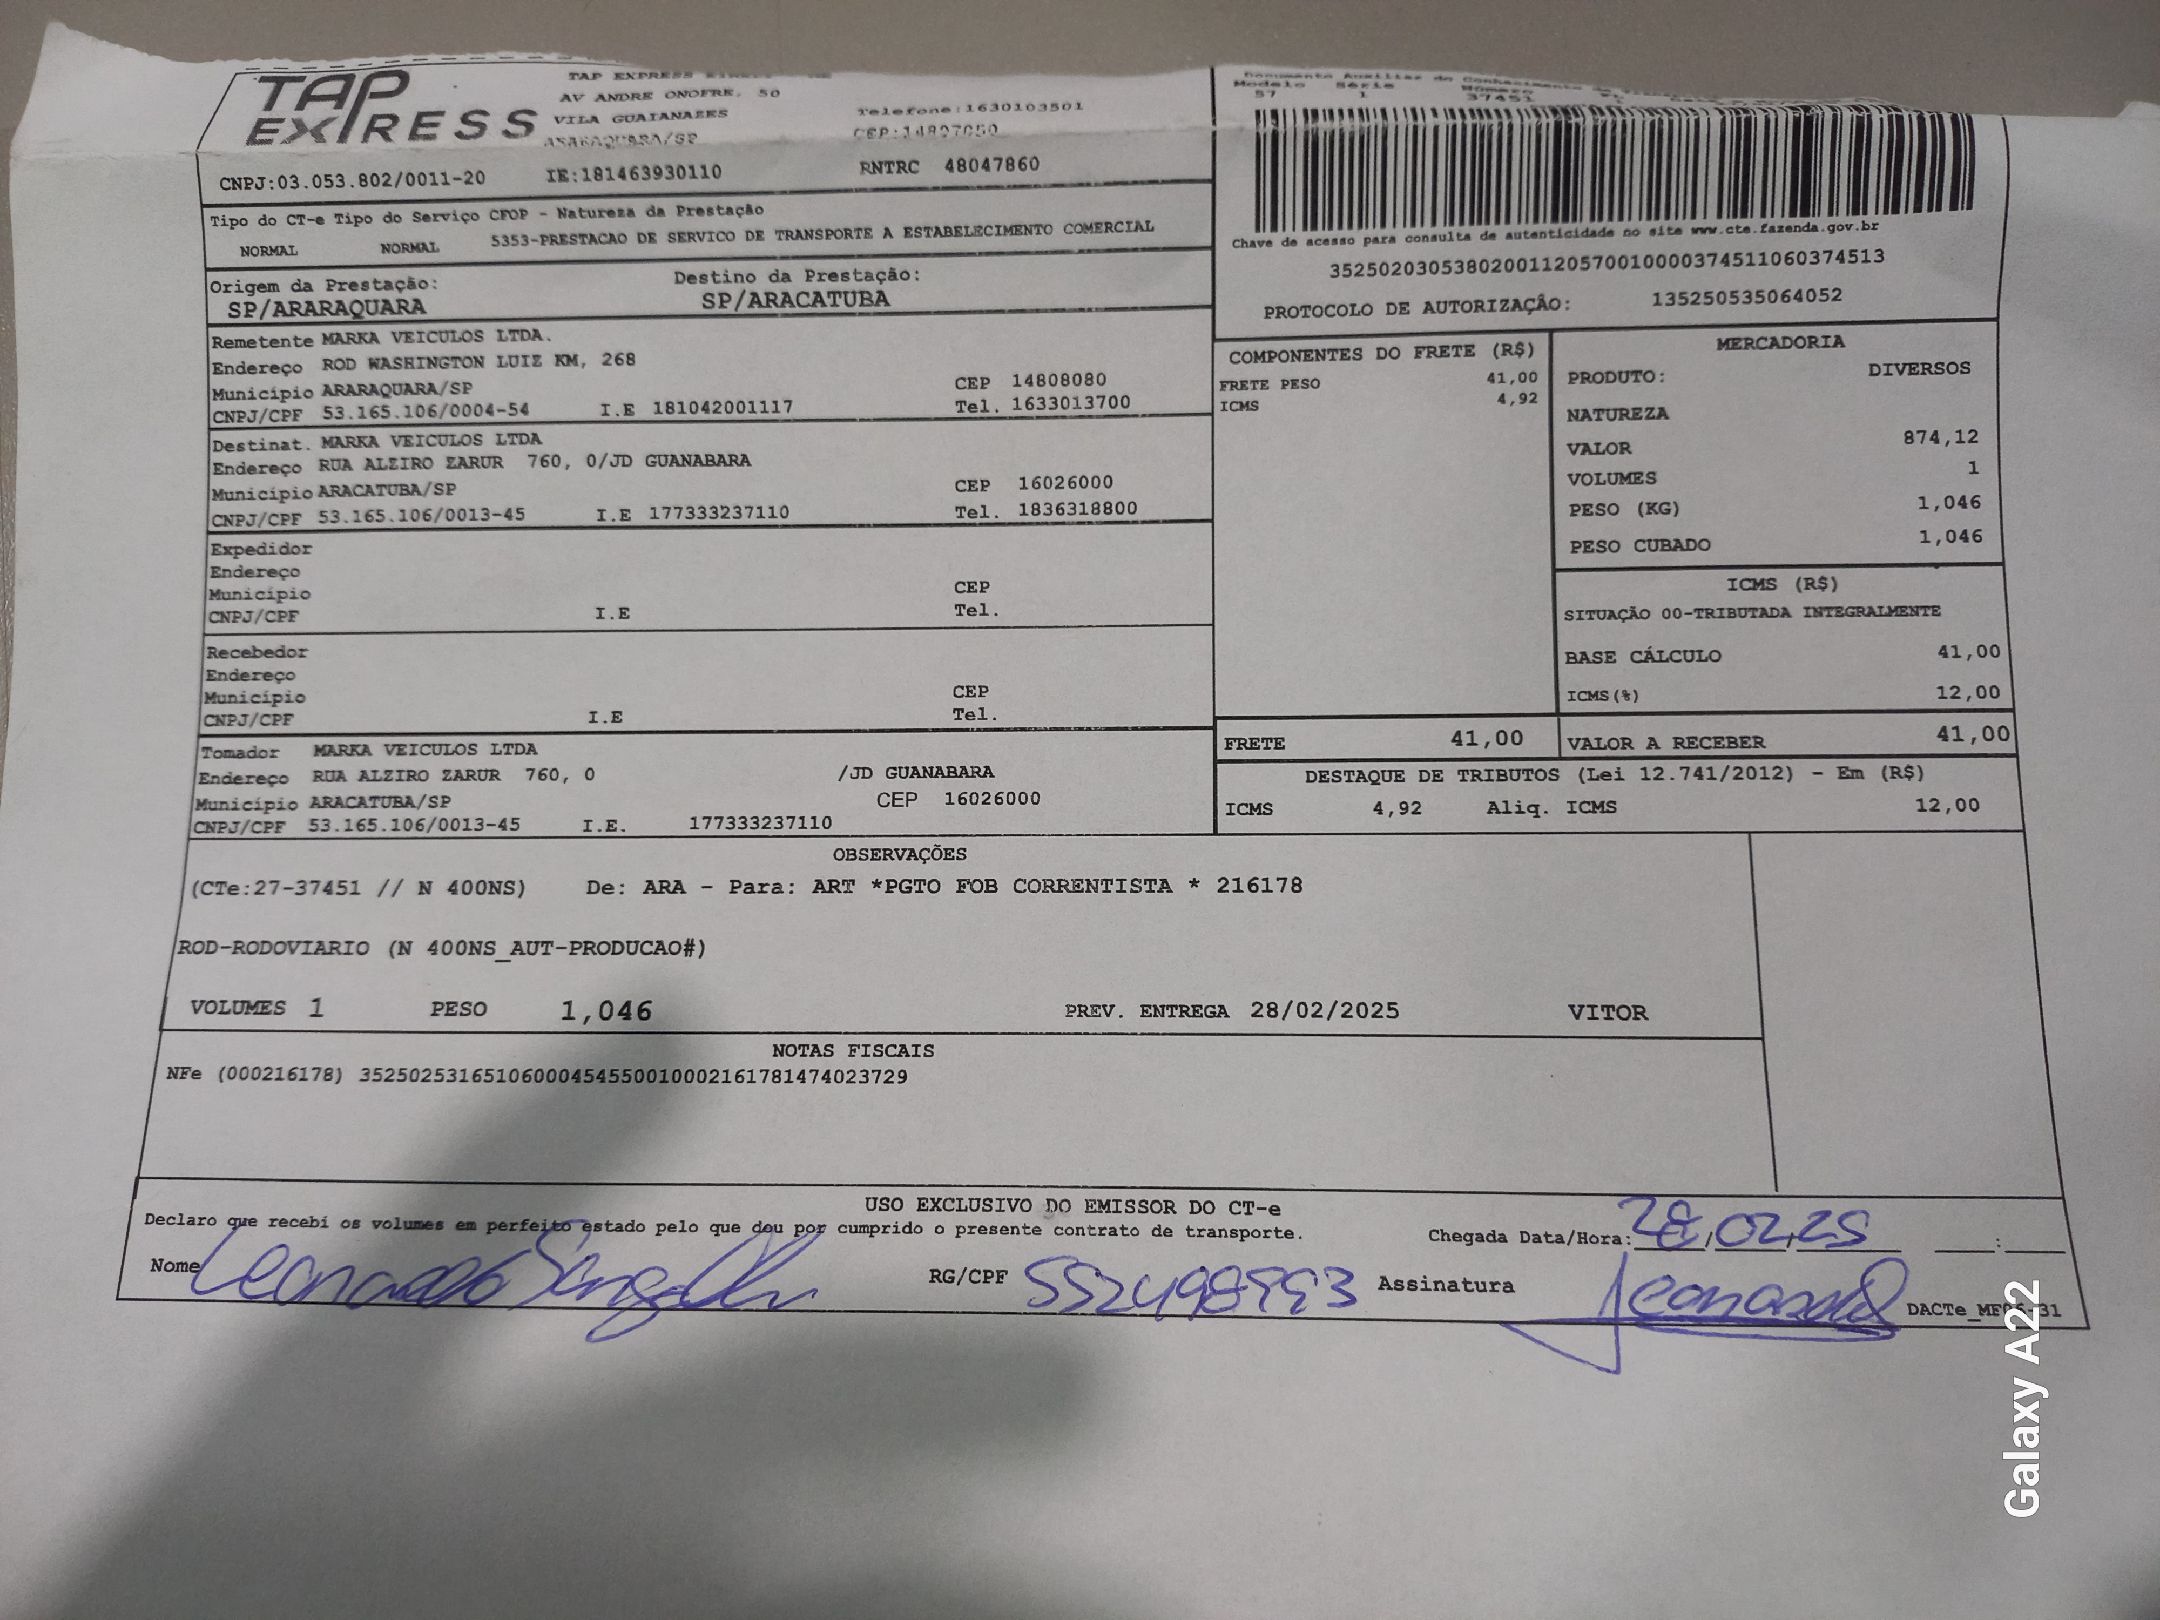 TAP EXPRESS
TAP EXPRESS
AV ANDRE ONOFRE, 50
VILA GUAIANASES Telefone:1630103501
ARARAQUARA/SP CEP:14807050
CNPJ:03.053.802/0011-20 IE:181463930110 RNTRC 48047860
Modelo Série Número
57 1 37451
Chave de acesso para consulta de autenticidade no site www.cte.fazenda.gov.br
35250203053802001120570010000374511060374513
PROTOCOLO DE AUTORIZAÇÃO: 135250535064052
Tipo do CT-e Tipo do Serviço CFOP - Natureza da Prestação
NORMAL NORMAL 5353-PRESTACAO DE SERVICO DE TRANSPORTE A ESTABELECIMENTO COMERCIAL
Origem da Prestação: Destino da Prestação:
SP/ARARAQUARA SP/ARACATUBA
Remetente MARKA VEICULOS LTDA.
Endereço ROD WASHINGTON LUIZ KM, 268
Município ARARAQUARA/SP CEP 14808080
CNPJ/CPF 53.165.106/0004-54 I.E 181042001117 Tel. 1633013700
Destinat. MARKA VEICULOS LTDA
Endereço RUA ALZIRO ZARUR 760, 0/JD GUANABARA
Município ARACATUBA/SP CEP 16026000
CNPJ/CPF 53.165.106/0013-45 I.E 177333237110 Tel. 1836318800
Expedidor
Endereço
Município CEP
CNPJ/CPF I.E Tel.
Recebedor
Endereço
Município CEP
CNPJ/CPF I.E Tel.
Tomador MARKA VEICULOS LTDA
Endereço RUA ALZIRO ZARUR 760, 0 /JD GUANABARA
Município ARACATUBA/SP CEP 16026000
CNPJ/CPF 53.165.106/0013-45 I.E. 177333237110
COMPONENTES DO FRETE (R$)
FRETE PESO 41,00
ICMS 4,92
MERCADORIA
PRODUTO: DIVERSOS
NATUREZA
VALOR 874,12
VOLUMES 1
PESO (KG) 1,046
PESO CUBADO 1,046
ICMS (R$)
SITUAÇÃO 00-TRIBUTADA INTEGRALMENTE
BASE CÁLCULO 41,00
ICMS(%) 12,00
FRETE 41,00 VALOR A RECEBER 41,00
DESTAQUE DE TRIBUTOS (Lei 12.741/2012) - Em (R$)
ICMS 4,92 Aliq. ICMS 12,00
OBSERVAÇÕES
(CTe:27-37451 // N 400NS) De: ARA - Para: ART *PGTO FOB CORRENTISTA * 216178
ROD-RODOVIARIO (N 400NS_AUT-PRODUCAO#)
VOLUMES 1 PESO 1,046 PREV. ENTREGA 28/02/2025 VITOR
NOTAS FISCAIS
NFe (000216178) 35250253165106000454550010002161781474023729
USO EXCLUSIVO DO EMISSOR DO CT-e
Declaro que recebi os volumes em perfeito estado pelo que dou por cumprido o presente contrato de transporte. Chegada Data/Hora: 28/02/25 :
Nome Leonardo RG/CPF Assinatura Leonardo
Galaxy A22